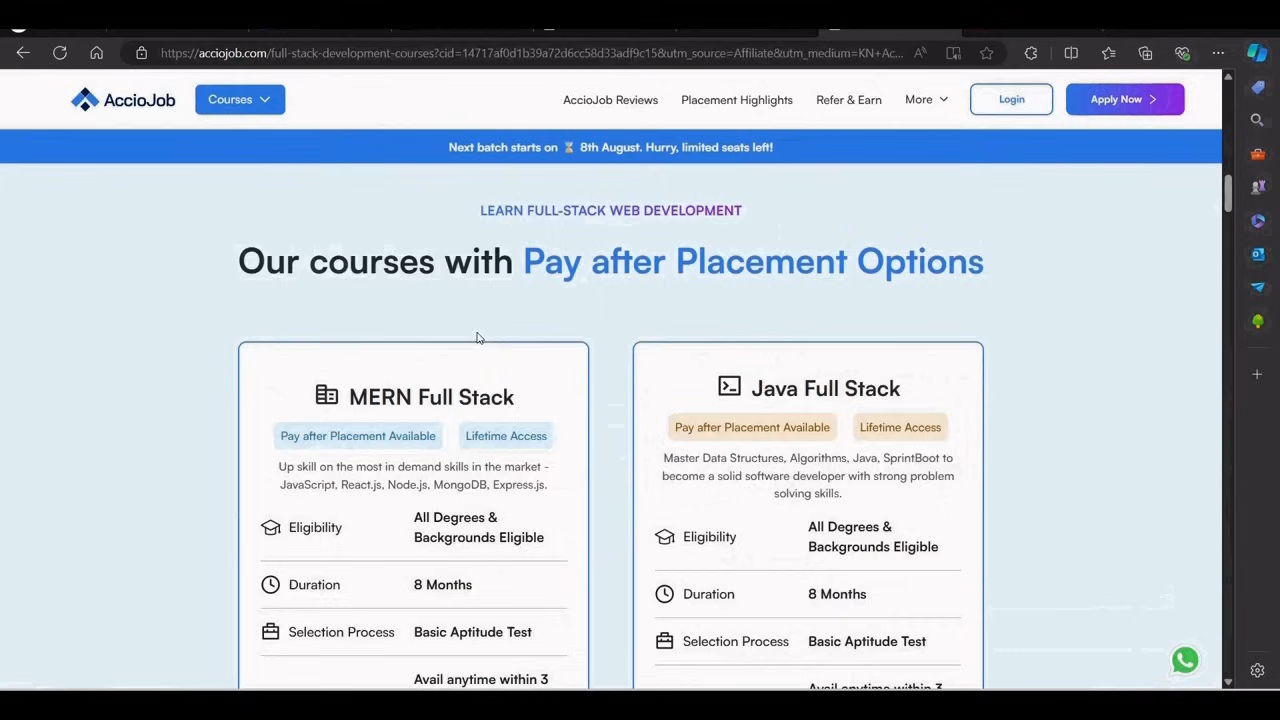 https://acciojob.com/full-stack-development-courses?cid=14717af0d1b39a72d6cc58d33adf9c15&utm_source=Affiliate&utm_medium=KN+Ac...
AccioJob
Courses
AccioJob Reviews
Placement Highlights
Refer & Earn
More
Login
Apply Now
Next batch starts on ⏳ 8th August. Hurry, limited seats left!
LEARN FULL-STACK WEB DEVELOPMENT
Our courses with Pay after Placement Options
MERN Full Stack
Pay after Placement Available
Lifetime Access
Up skill on the most in demand skills in the market -
JavaScript, React.js, Node.js, MongoDB, Express.js.
Eligibility
All Degrees &
Backgrounds Eligible
Duration
8 Months
Selection Process
Basic Aptitude Test
Avail anytime within 3
Java Full Stack
Pay after Placement Available
Lifetime Access
Master Data Structures, Algorithms, Java, SprintBoot to
become a solid software developer with strong problem
solving skills.
Eligibility
All Degrees &
Backgrounds Eligible
Duration
8 Months
Selection Process
Basic Aptitude Test
Avail anytime within 3